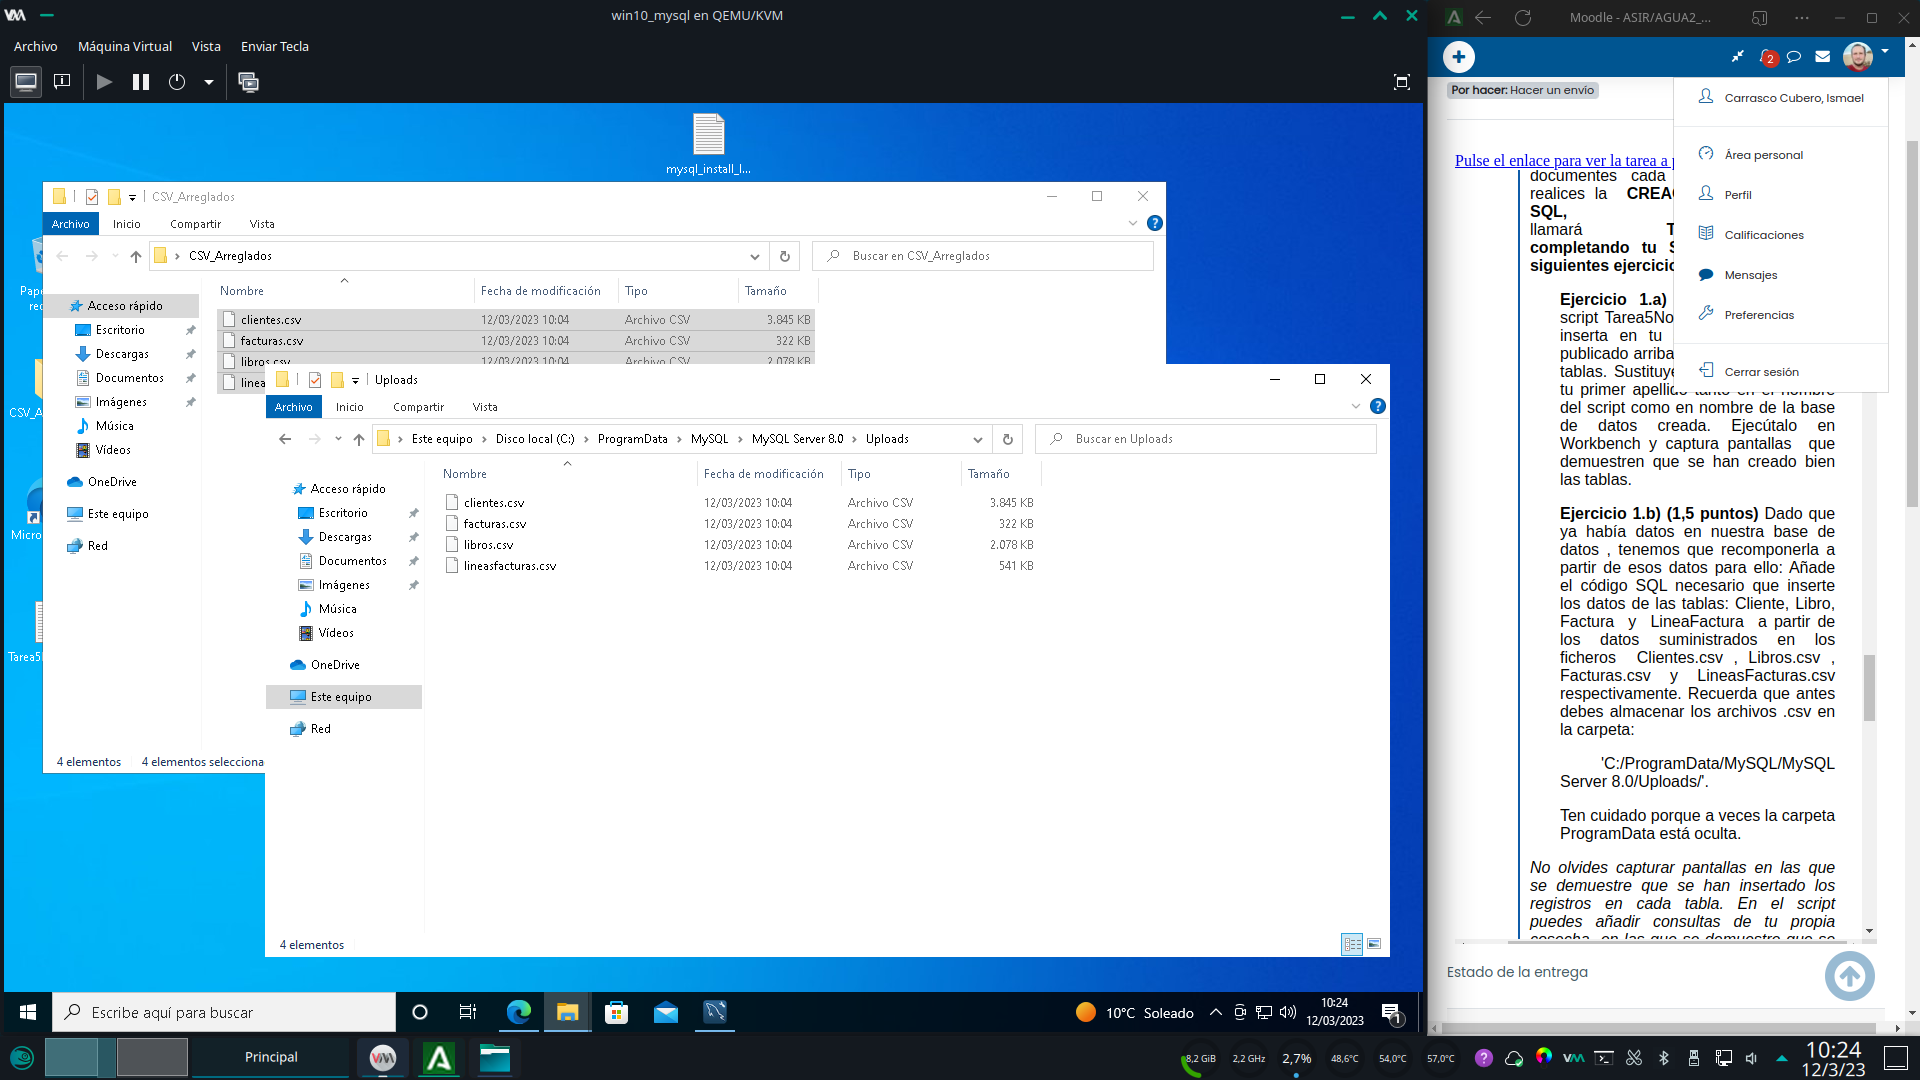 win10_mysql en QEMU/KVM
Archivo Máquina Virtual Vista Enviar Tecla
mysql_install_l...
CSV_Arreglados
Archivo Inicio Compartir Vista
CSV_Arreglados
Buscar en CSV_Arreglados
Nombre Fecha de modificación Tipo Tamaño
Acceso rápido
Escritorio
Descargas
Documentos
Imágenes
Música
Vídeos
OneDrive
Este equipo
Red
clientes.csv 12/03/2023 10:04 Archivo CSV 3.845 KB
facturas.csv 12/03/2023 10:04 Archivo CSV 322 KB
libros.csv 12/03/2023 10:04 Archivo CSV 2.078 KB
linea
4 elementos 4 elementos selecciona
Pape
rec
CSV_A
Micro
Tarea5
Uploads
Archivo Inicio Compartir Vista
Este equipo Disco local (C:) ProgramData MySQL MySQL Server 8.0 Uploads
Buscar en Uploads
Nombre Fecha de modificación Tipo Tamaño
Acceso rápido
Escritorio
Descargas
Documentos
Imágenes
Música
Vídeos
OneDrive
Este equipo
Red
clientes.csv 12/03/2023 10:04 Archivo CSV 3.845 KB
facturas.csv 12/03/2023 10:04 Archivo CSV 322 KB
libros.csv 12/03/2023 10:04 Archivo CSV 2.078 KB
lineasfacturas.csv 12/03/2023 10:04 Archivo CSV 541 KB
4 elementos
Escribe aquí para buscar
10°C Soleado
10:24
12/03/2023
1
Moodle - ASIR/AGUA2_...
2
Por hacer: Hacer un envío
Carrasco Cubero, Ismael
Área personal
Perfil
Calificaciones
Mensajes
Preferencias
Cerrar sesión
Pulse el enlace para ver la tarea a p
documentes cada
realices la CREA
SQL,
llamará T
completando tu S
siguientes ejercicio
Ejercicio 1.a)
script Tarea5No
inserta en tu
publicado arriba
tablas. Sustituye
tu primer apellido tanto en el nombre
del script como en nombre de la base
de datos creada. Ejecútalo en
Workbench y captura pantallas que
demuestren que se han creado bien
las tablas.
Ejercicio 1.b) (1,5 puntos) Dado que
ya había datos en nuestra base de
datos , tenemos que recomponerla a
partir de esos datos para ello: Añade
el código SQL necesario que inserte
los datos de las tablas: Cliente, Libro,
Factura y LineaFactura a partir de
los datos suministrados en los
ficheros Clientes.csv , Libros.csv ,
Facturas.csv y LineasFacturas.csv
respectivamente. Recuerda que antes
debes almacenar los archivos .csv en
la carpeta:
'C:/ProgramData/MySQL/MySQL
Server 8.0/Uploads/'.
Ten cuidado porque a veces la carpeta
ProgramData está oculta.
No olvides capturar pantallas en las que
se demuestre que se han insertado los
registros en cada tabla. En el script
puedes añadir consultas de tu propia
cosecha, en las que se demuestre que se
Estado de la entrega
Principal
8,2 GiB 2,2 GHz 2,7% 48,6°C 54,0°C 57,0°C
10:24
12/3/23